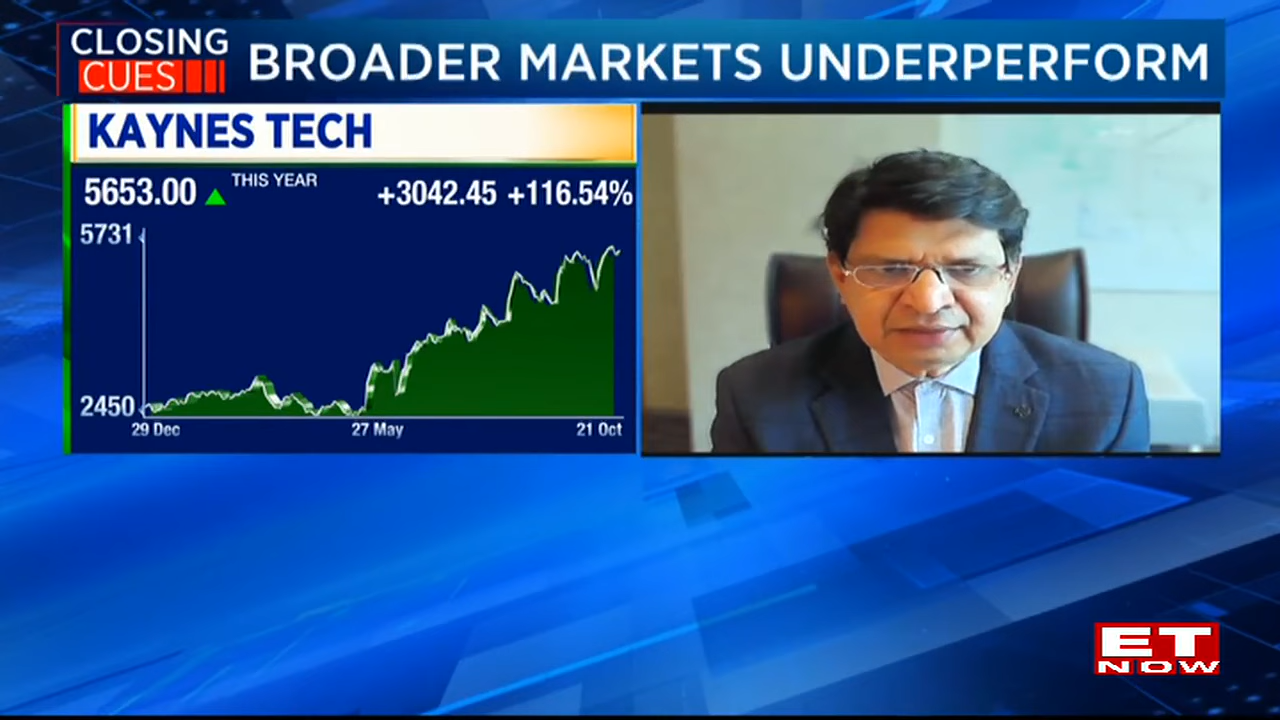 CLOSING
CUES
BROADER MARKETS UNDERPERFORM
KAYNES TECH
5653.00 ▲ THIS YEAR +3042.45 +116.54%
5731
2450
29 Dec 27 May 21 Oct
ET
NOW